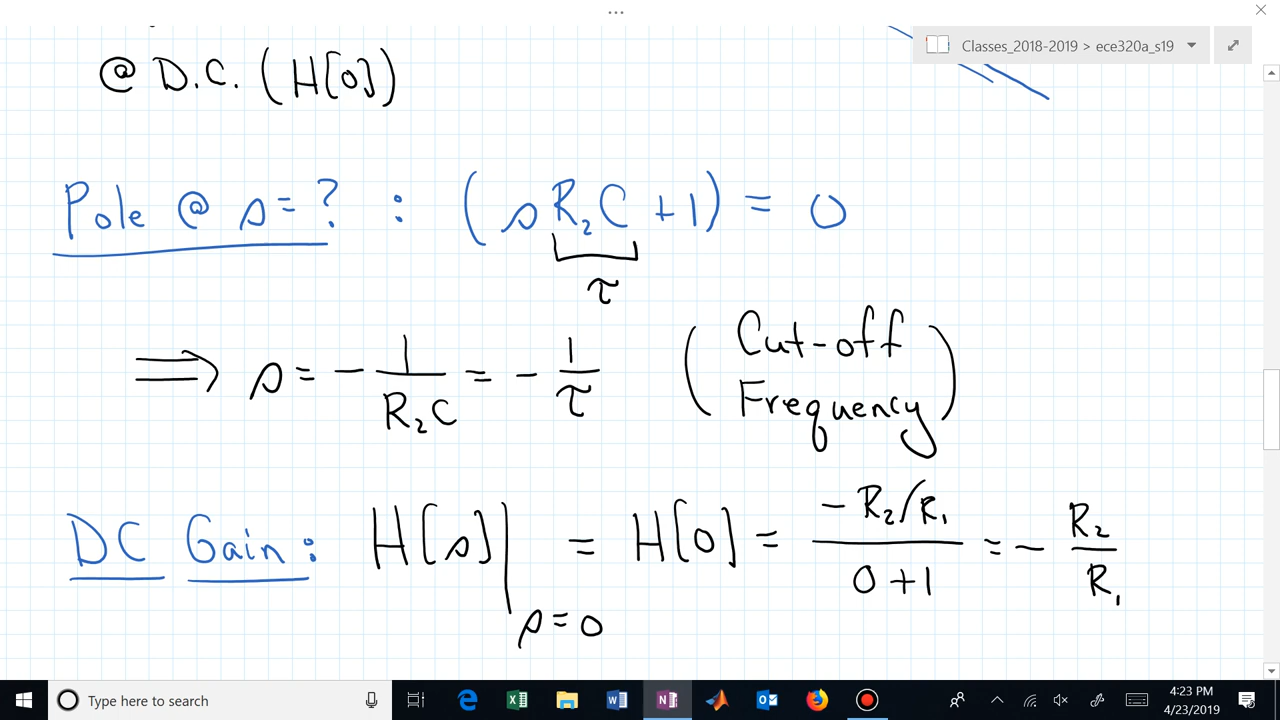 Classes_2018-2019 > ece320a_s19
@ D.C. (H[0])
Pole @ s=? : (sR₂C+1) = 0
τ
⟹ s = - 1/R₂C = - 1/τ (Cut-off Frequency)
DC Gain: H[s]|s=0 = H[0] = -R₂/R₁ / 0+1 = - R₂/R₁
Type here to search
4:23 PM
4/23/2019